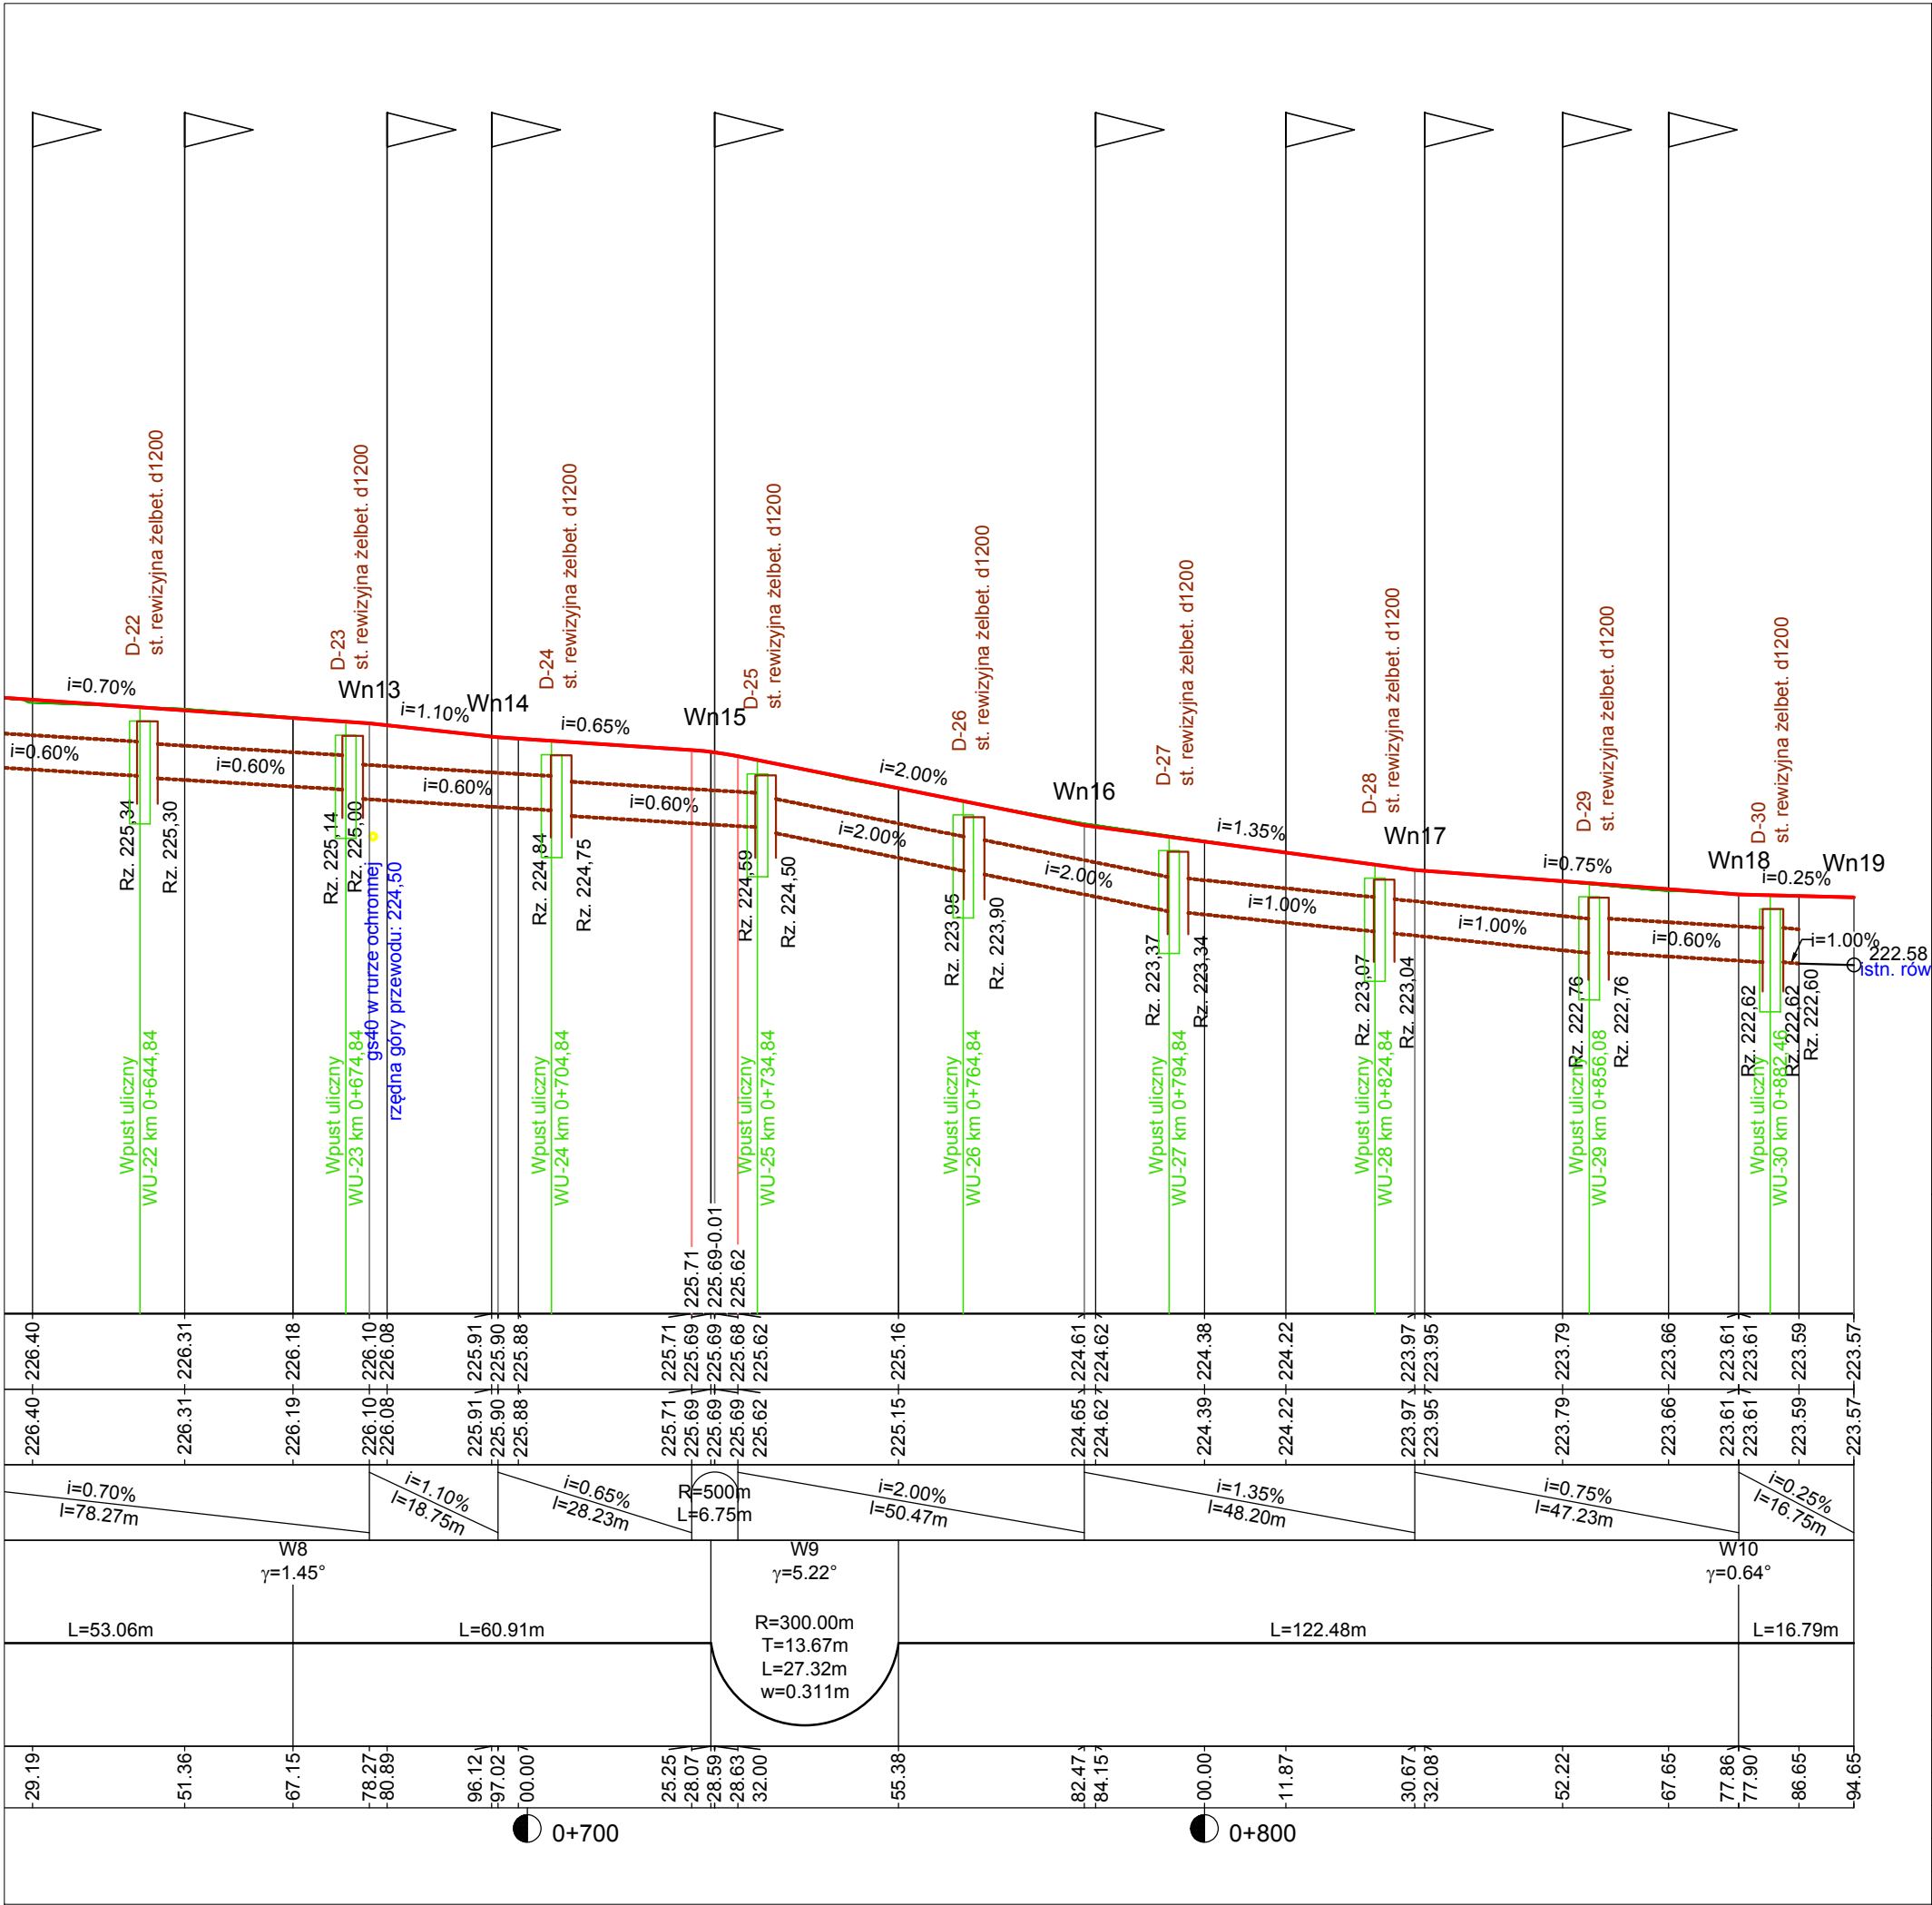 D-22
st. rewizyjna żelbet. d1200
D-23
st. rewizyjna żelbet. d1200
D-24
st. rewizyjna żelbet. d1200
D-25
st. rewizyjna żelbet. d1200
D-26
st. rewizyjna żelbet. d1200
D-27
st. rewizyjna żelbet. d1200
D-28
st. rewizyjna żelbet. d1200
D-29
st. rewizyjna żelbet. d1200
D-30
st. rewizyjna żelbet. d1200
i=0.70%
Wn13
i=1.10%
Wn14
i=0.65%
Wn15
i=2.00%
Wn16
i=1.35%
Wn17
i=0.75%
Wn18
i=0.25%
Wn19
i=0.60%
i=0.60%
i=0.60%
i=0.60%
i=2.00%
i=2.00%
i=1.00%
i=1.00%
i=0.60%
i=1.00%
222.58
istn. rów
Rz. 225,34
Rz. 225,30
Rz. 225,14
Rz. 225,00
Rz. 224,84
Rz. 224,75
Rz. 224,59
Rz. 224,50
Rz. 223,95
Rz. 223,90
Rz. 223,37
Rz. 223,34
Rz. 223,07
Rz. 223,04
Rz. 222,76
Rz. 222,76
Rz. 222,62
Rz. 222,62
Rz. 222,60
gs40 w rurze ochronnej
rzędna góry przewodu: 224,50
Wpust uliczny
WU-22 km 0+644,84
Wpust uliczny
WU-23 km 0+674,84
Wpust uliczny
WU-24 km 0+704,84
Wpust uliczny
WU-25 km 0+734,84
Wpust uliczny
WU-26 km 0+764,84
Wpust uliczny
WU-27 km 0+794,84
Wpust uliczny
WU-28 km 0+824,84
Wpust uliczny
WU-29 km 0+856,08
Wpust uliczny
WU-30 km 0+882,46
225.71
225.69-0.01
225.62
226.40
226.31
226.18
226.10
226.08
225.91
225.90
225.88
225.71
225.69
225.69
225.68
225.62
225.16
224.61
224.62
224.38
224.22
223.97
223.95
223.79
223.66
223.61
223.61
223.59
223.57
226.40
226.31
226.19
226.10
226.08
225.91
225.90
225.88
225.71
225.69
225.69
225.69
225.62
225.15
224.65
224.62
224.39
224.22
223.97
223.95
223.79
223.66
223.61
223.61
223.59
223.57
i=0.70%
l=78.27m
i=1.10%
l=18.75m
i=0.65%
l=28.23m
R=500m
L=6.75m
i=2.00%
l=50.47m
i=1.35%
l=48.20m
i=0.75%
l=47.23m
i=0.25%
l=16.75m
W8
γ=1.45°
W9
γ=5.22°
W10
γ=0.64°
R=300.00m
T=13.67m
L=27.32m
w=0.311m
L=53.06m
L=60.91m
L=122.48m
L=16.79m
29.19
51.36
67.15
78.27
80.89
96.12
97.02
00.00
25.25
28.07
28.59
28.63
32.00
55.38
82.47
84.15
00.00
11.87
30.67
32.08
52.22
67.65
77.86
77.90
86.65
94.65
0+700
0+800